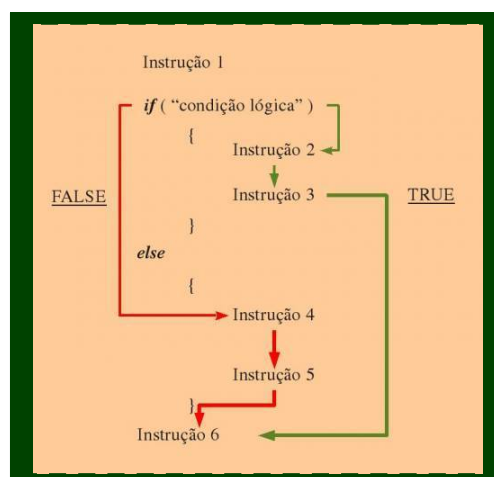 Instrução 1
if ( “condição lógica” )
{
Instrução 2
FALSE
Instrução 3
TRUE
}
else
{
Instrução 4
Instrução 5
}
Instrução 6